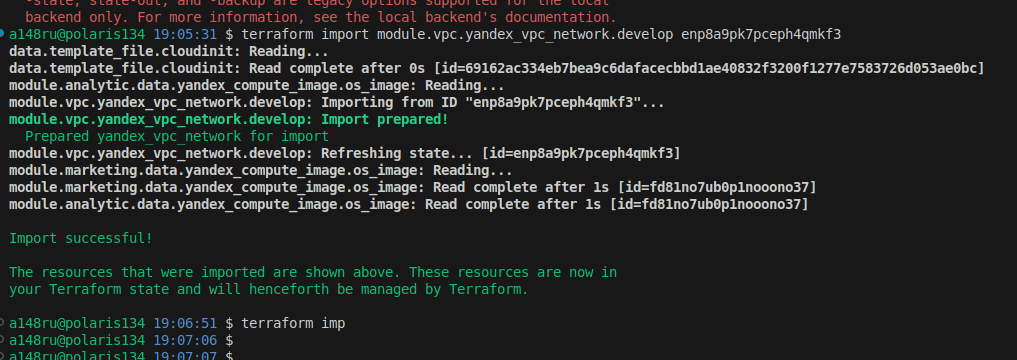 -state, state-out, and -backup are legacy options supported for the local
backend only. For more information, see the local backend's documentation.
a148ru@polaris134 19:05:31 $ terraform import module.vpc.yandex_vpc_network.develop enp8a9pk7pceph4qmkf3
data.template_file.cloudinit: Reading...
data.template_file.cloudinit: Read complete after 0s [id=69162ac334eb7bea9c6dafacecbbd1ae40832f3200f1277e7583726d053ae0bc]
module.analytic.data.yandex_compute_image.os_image: Reading...
module.vpc.yandex_vpc_network.develop: Importing from ID "enp8a9pk7pceph4qmkf3"...
module.vpc.yandex_vpc_network.develop: Import prepared!
Prepared yandex_vpc_network for import
module.vpc.yandex_vpc_network.develop: Refreshing state... [id=enp8a9pk7pceph4qmkf3]
module.marketing.data.yandex_compute_image.os_image: Reading...
module.marketing.data.yandex_compute_image.os_image: Read complete after 1s [id=fd81no7ub0p1nooono37]
module.analytic.data.yandex_compute_image.os_image: Read complete after 1s [id=fd81no7ub0p1nooono37]
Import successful!
The resources that were imported are shown above. These resources are now in
your Terraform state and will henceforth be managed by Terraform.
a148ru@polaris134 19:06:51 $ terraform imp
a148ru@polaris134 19:07:06 $
a148ru@polaris134 19:07:07 $